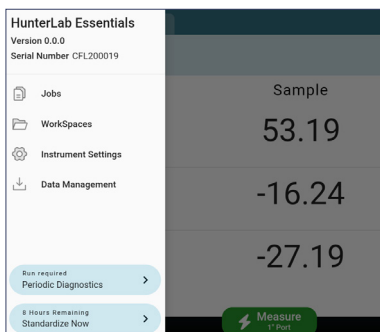 HunterLab Essentials
Version 0.0.0
Serial Number CFL200019
Jobs
WorkSpaces
Instrument Settings
Data Management
Run required
Periodic Diagnostics
8 Hours Remaining
Standardize Now
Sample
53.19
-16.24
-27.19
Measure
1" Port